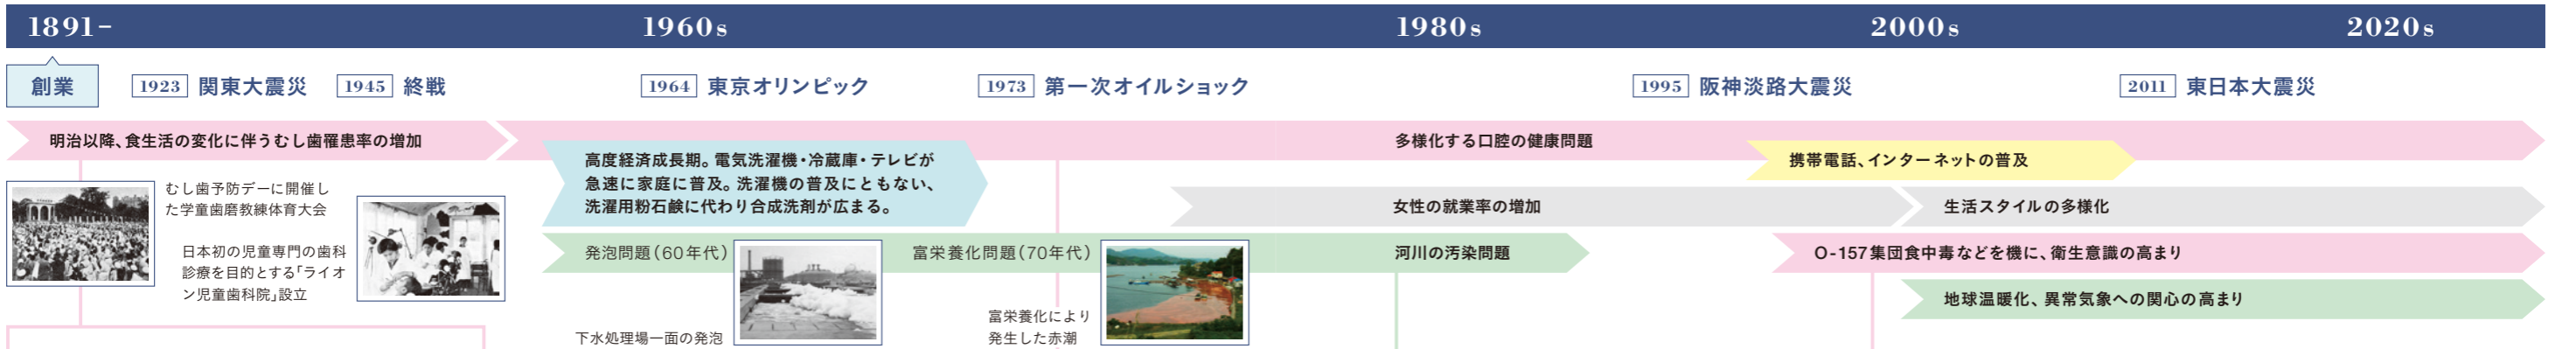 1891-
1960s
1980s
2000s
2020s
創業
1923 関東大震災
1945 終戦
1964 東京オリンピック
1973 第一次オイルショック
1995 阪神淡路大震災
2011 東日本大震災
明治以降、食生活の変化に伴うむし歯罹患率の増加
多様化する口腔の健康問題
高度経済成長期。電気洗濯機・冷蔵庫・テレビが
急速に家庭に普及。洗濯機の普及にともない、
洗濯用粉石鹸に代わり合成洗剤が広まる。
携帯電話、インターネットの普及
むし歯予防デーに開催し
た学童歯磨教練体育大会
日本初の児童専門の歯科
診療を目的とする「ライオ
ン児童歯科院」設立
女性の就業率の増加
生活スタイルの多様化
発泡問題（60年代）
富栄養化問題（70年代）
河川の汚染問題
O-157集団食中毒などを機に、衛生意識の高まり
地球温暖化、異常気象への関心の高まり
下水処理場一面の発泡
富栄養化により
発生した赤潮